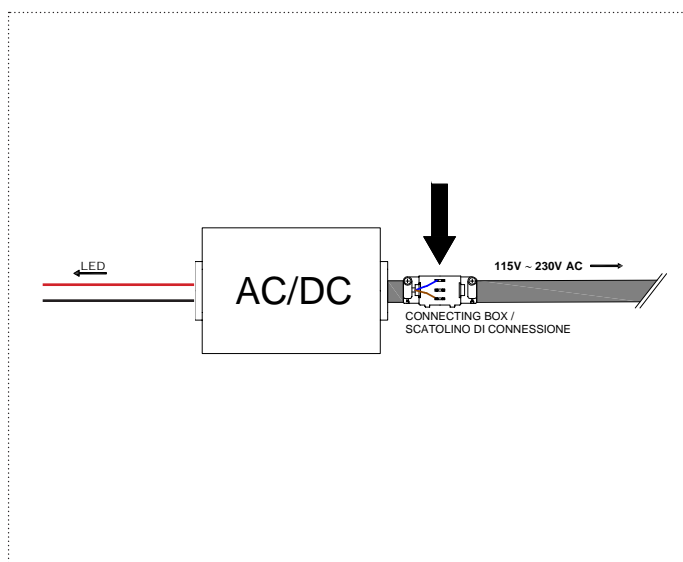 LED
AC/DC
115V ~ 230V AC
CONNECTING BOX /
SCATOLINO DI CONNESSIONE